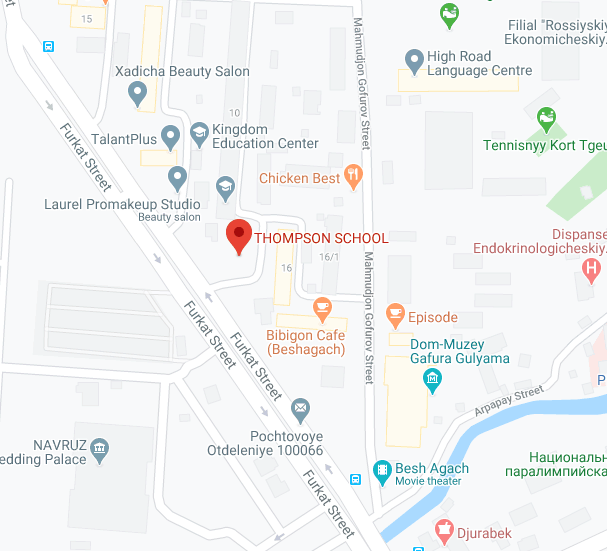 15
Filial "Rossiyskiy
Ekonomicheskiy.
Mahmudjon Gofurov Street
High Road
Language Centre
Xadicha Beauty Salon
10
Furkat Street
TalantPlus
Kingdom
Education Center
Tennisnyy Kort Tgeu
Chicken Best
Laurel Promakeup Studio
Beauty salon
THOMPSON SCHOOL
Dispanse
Endokrinologicheskiy.
16
16/1
Mahmudjon Gofurov Street
Episode
Furkat Street
Furkat Street
Bibigon Cafe
(Beshagach)
Dom-Muzey
Gafura Gulyama
P
Arpapay Street
Pochtovoye
Otdeleniye 100066
NAVRUZ
edding Palace
Besh Agach
Movie theater
Национальн
паралимпийска
Furkat Street
Djurabek